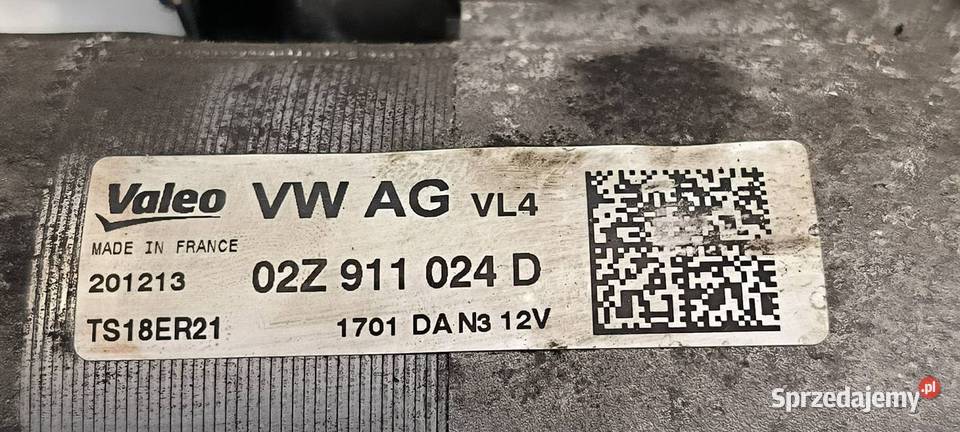 Valeo VW AG VL4
MADE IN FRANCE
201213 02Z 911 024 D
TS18ER21 1701 DA N3 12V
Sprzedajemy.pl